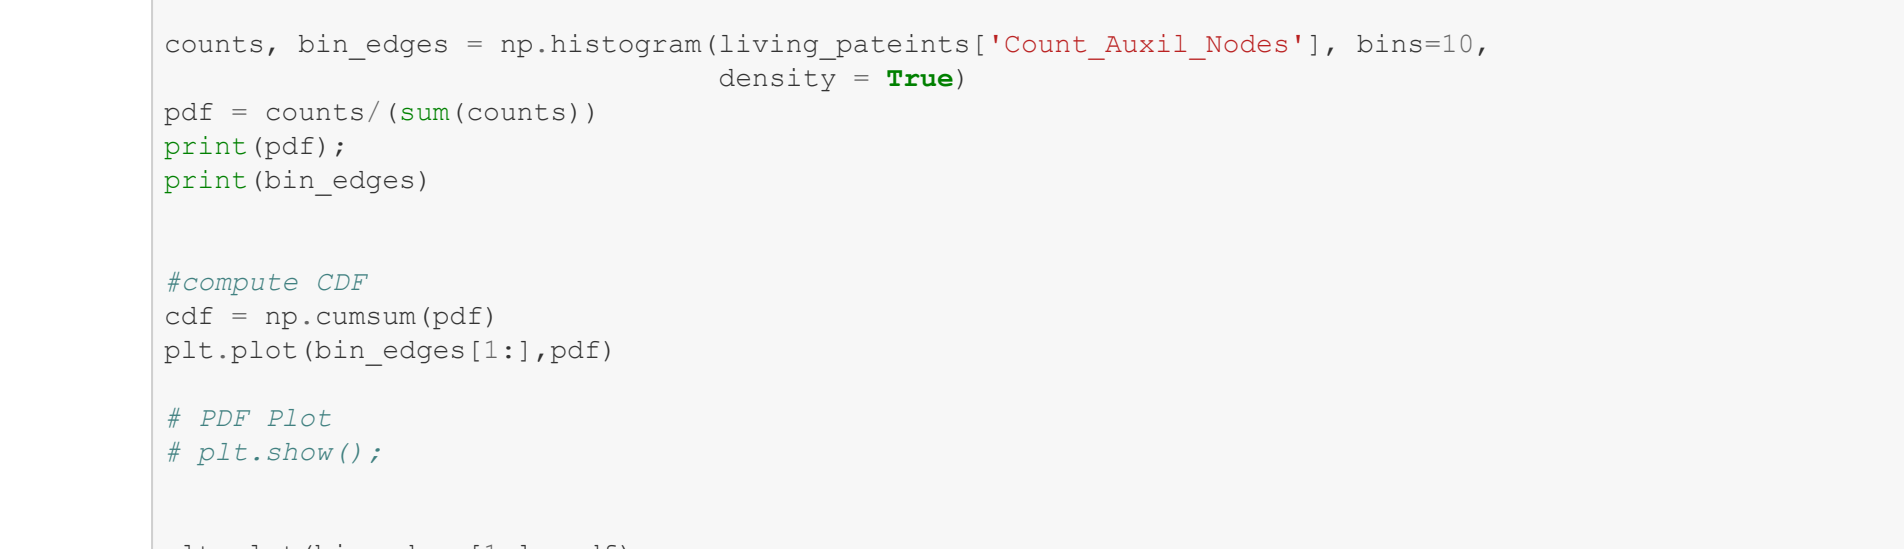 counts, bin_edges = np.histogram(living_pateints['Count_Auxil_Nodes'], bins=10,
density = True)
pdf = counts/(sum(counts))
print(pdf);
print(bin_edges)
#compute CDF
cdf = np.cumsum(pdf)
plt.plot(bin_edges[1:],pdf)
# PDF Plot
# plt.show();